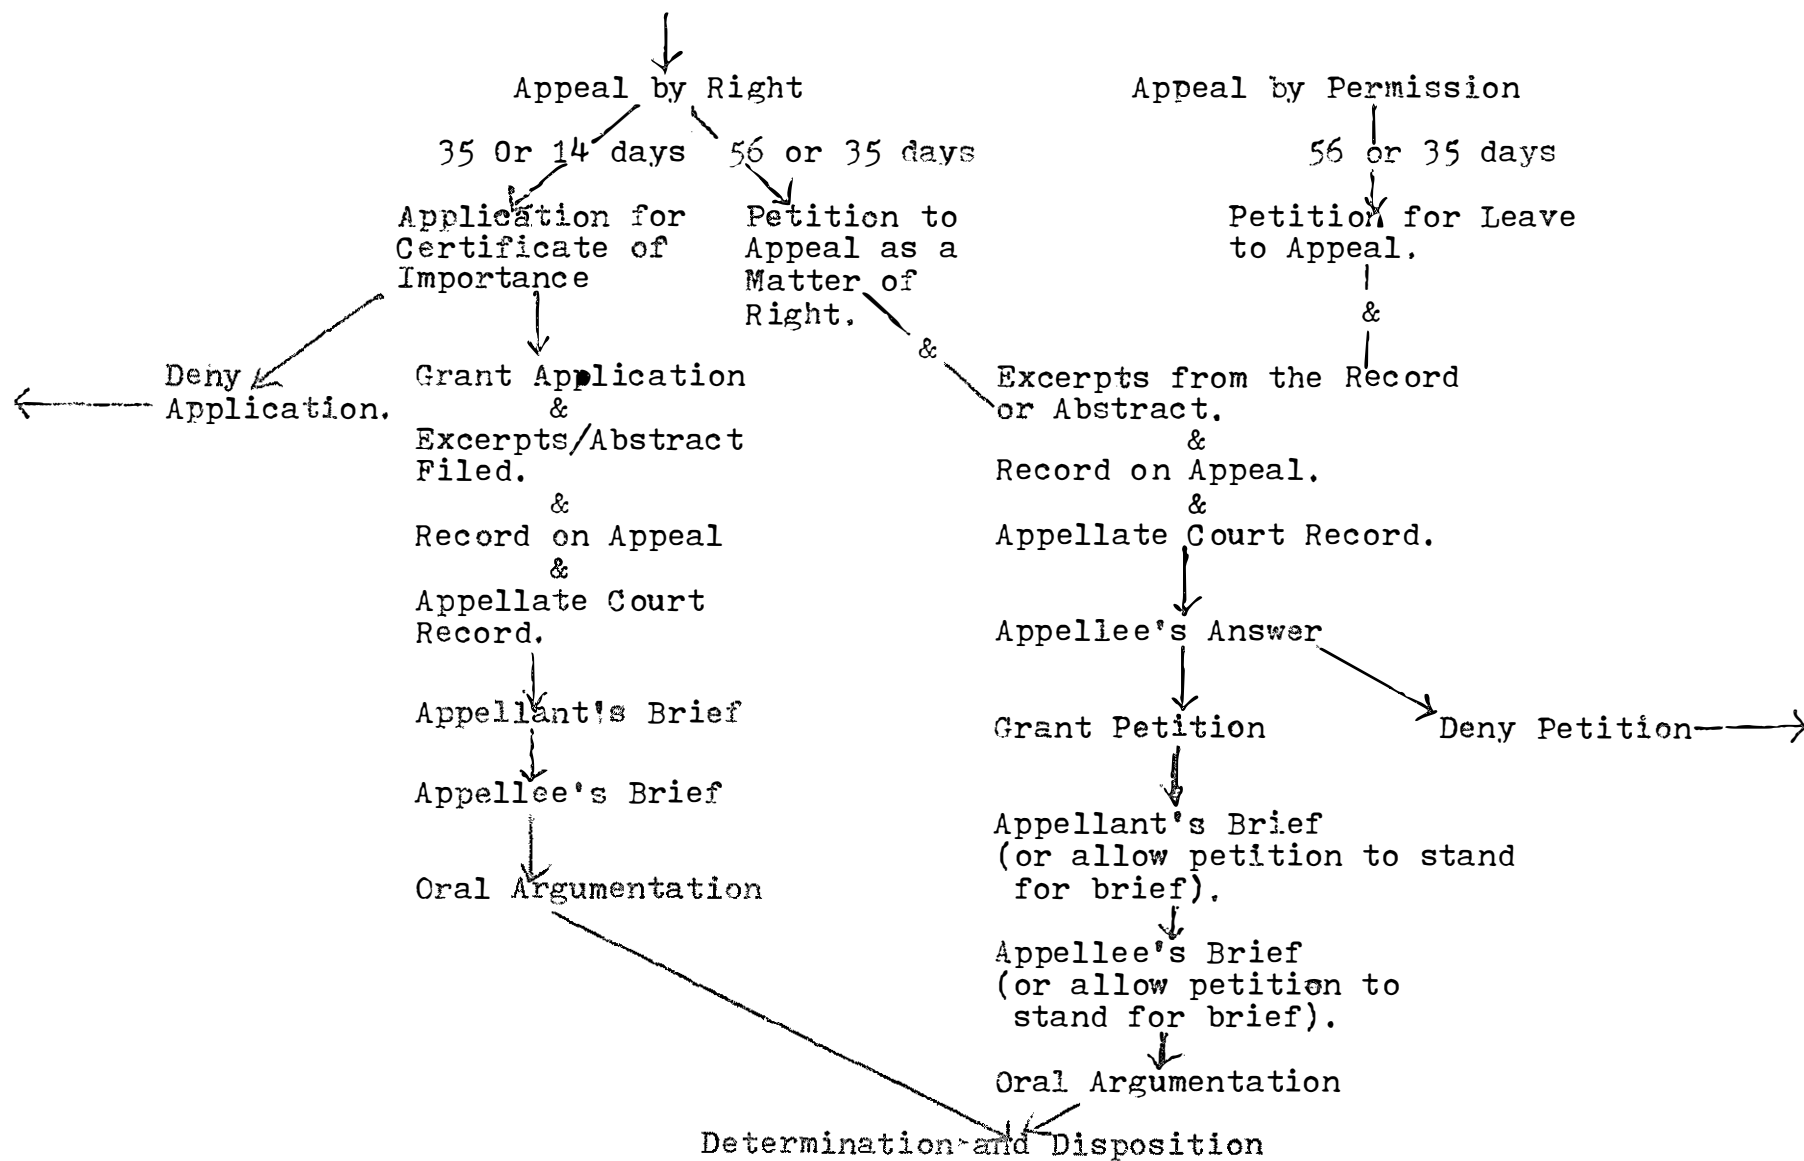 Appeal by Right
Appeal by Permission
35 Or 14 days
56 or 35 days
56 or 35 days
Application for
Certificate of
Importance
Petition to
Appeal as a
Matter of
Right.
Petition for Leave
to Appeal.
&
&
Deny
Application.
Grant Application
&
Excerpts/Abstract
Filed.
&
Record on Appeal
&
Appellate Court
Record.
Appellant's Brief
Appellee's Brief
Oral Argumentation
Excerpts from the Record
or Abstract.
&
Record on Appeal.
&
Appellate Court Record.
Appellee's Answer
Grant Petition
Deny Petition
Appellant's Brief
(or allow petition to stand
for brief).
Appellee's Brief
(or allow petition to
stand for brief).
Oral Argumentation
Determination and Disposition